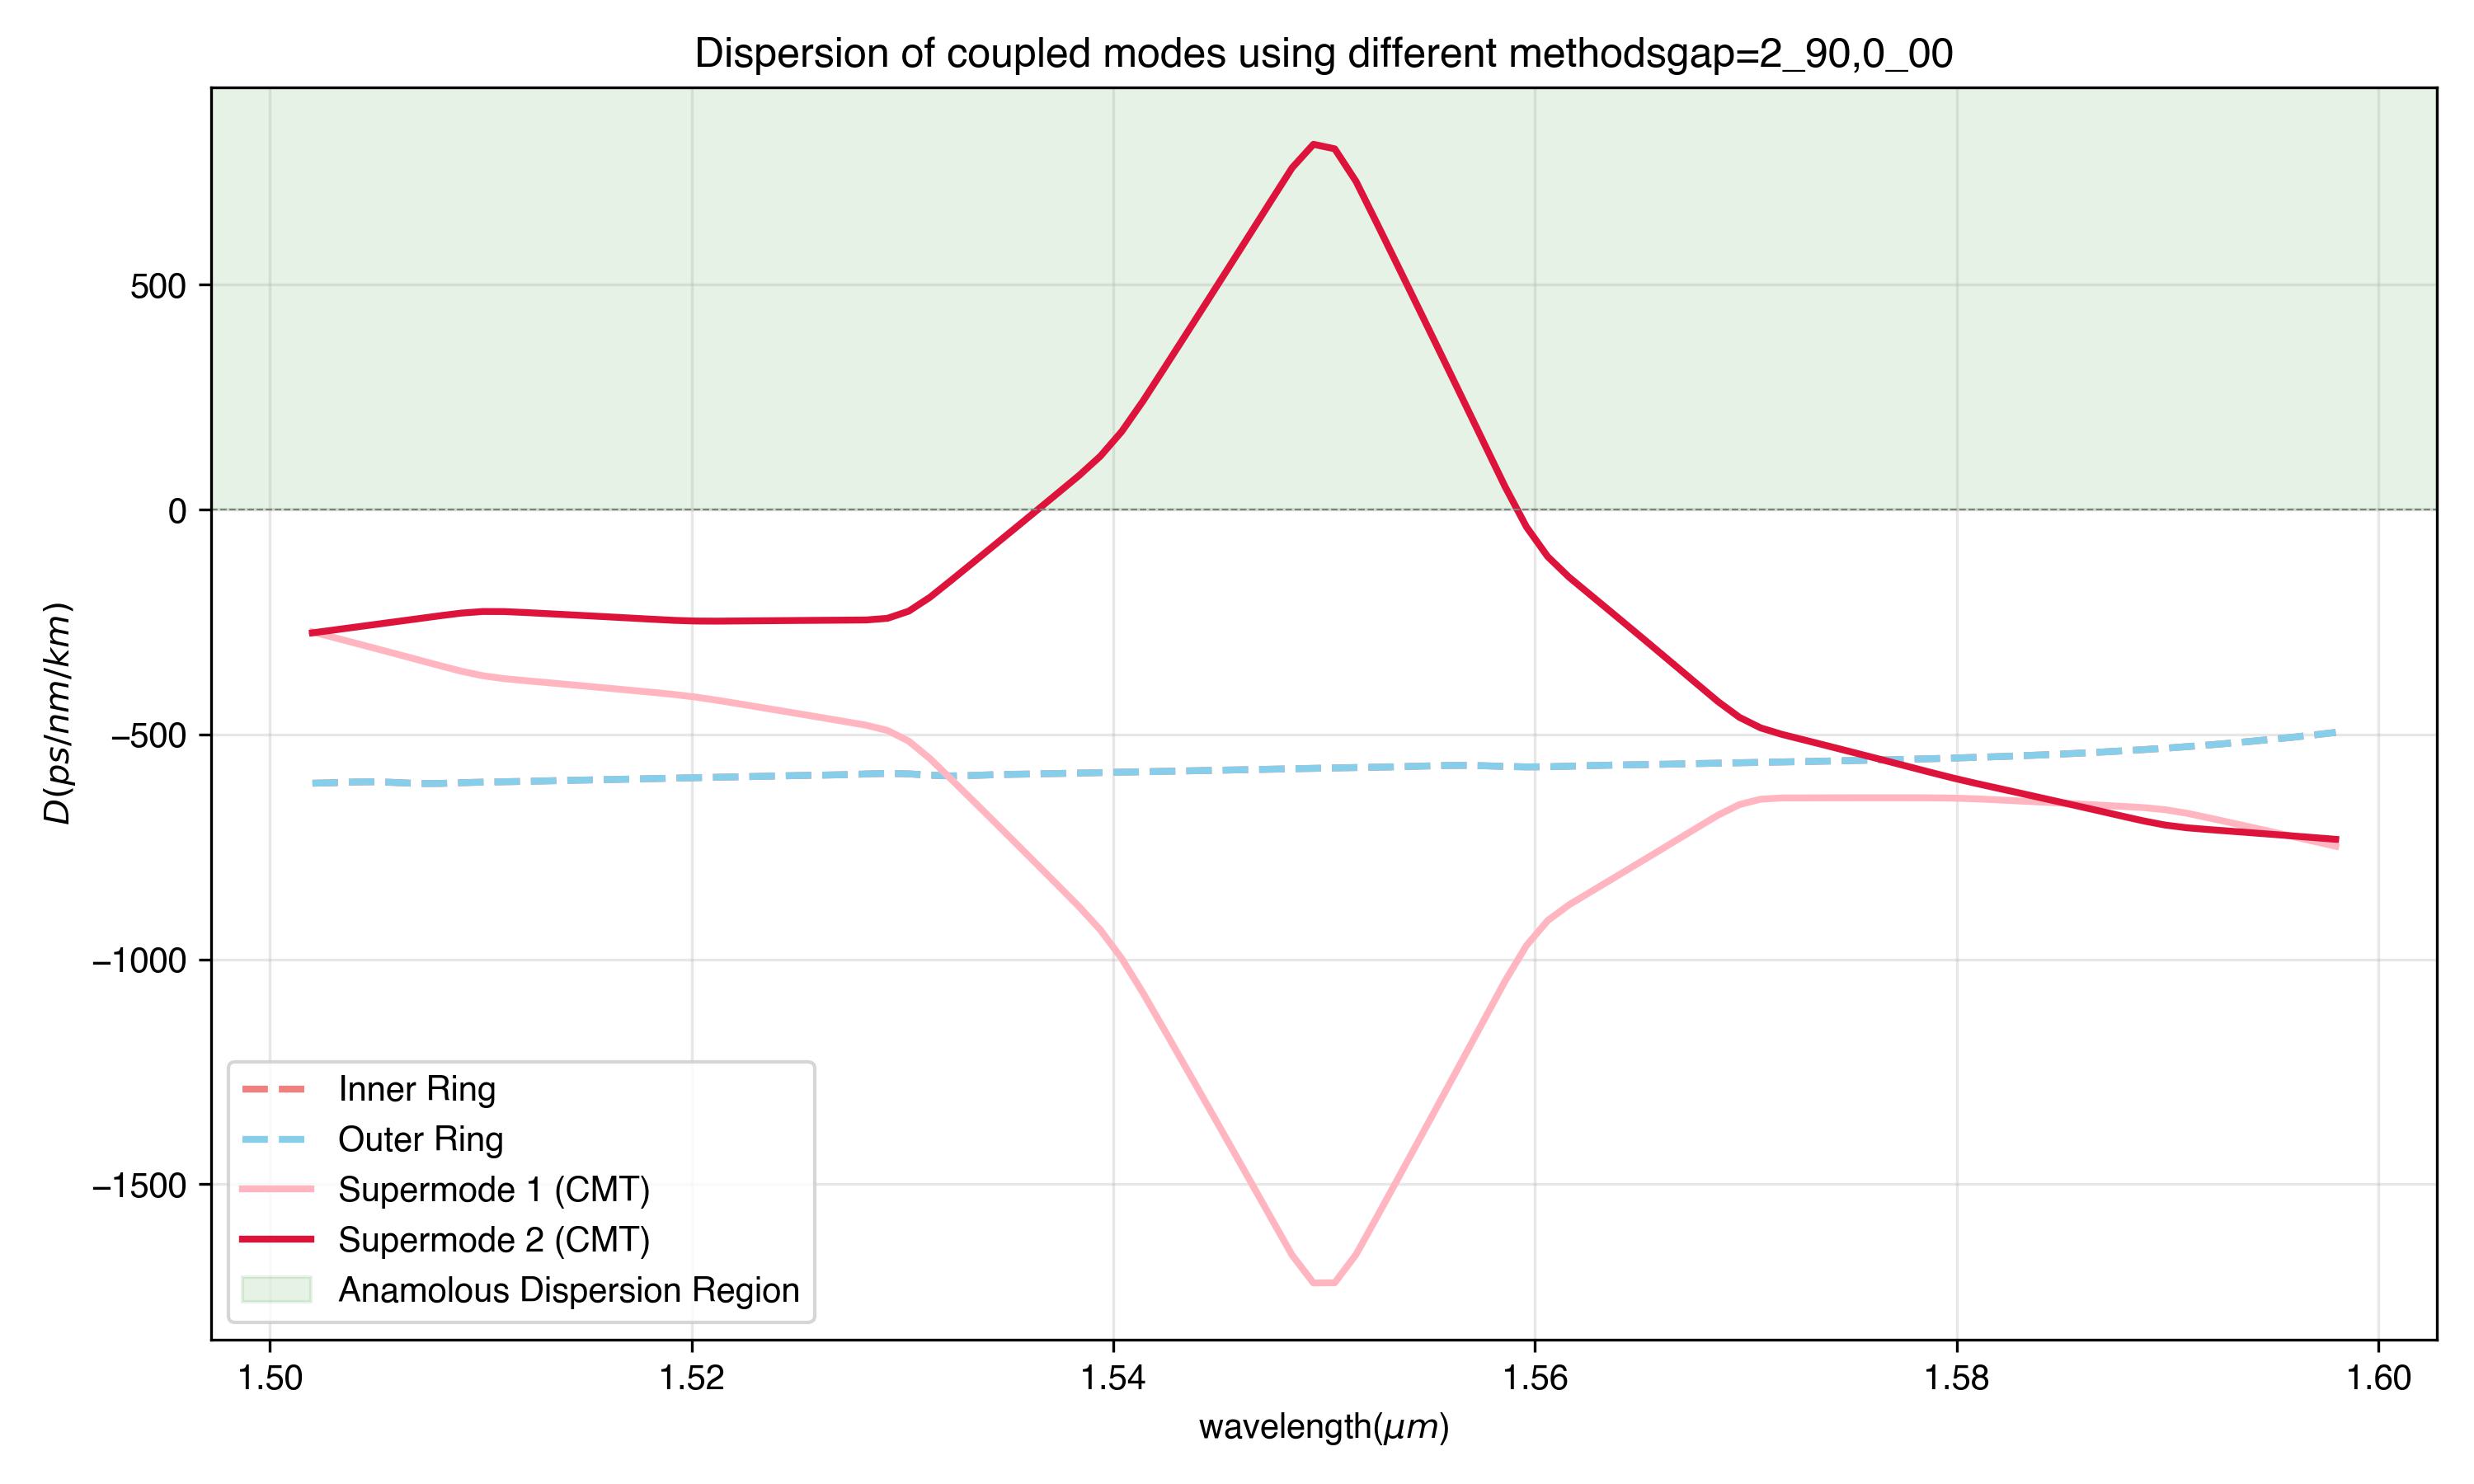 Dispersion of coupled modes using different methodsgap=2_90,0_00
D(ps/nm/km)
500
0
−500
−1000
−1500
Inner Ring
Outer Ring
Supermode 1 (CMT)
Supermode 2 (CMT)
Anamolous Dispersion Region
1.50 1.52 1.54 1.56 1.58 1.60
wavelength(μm)